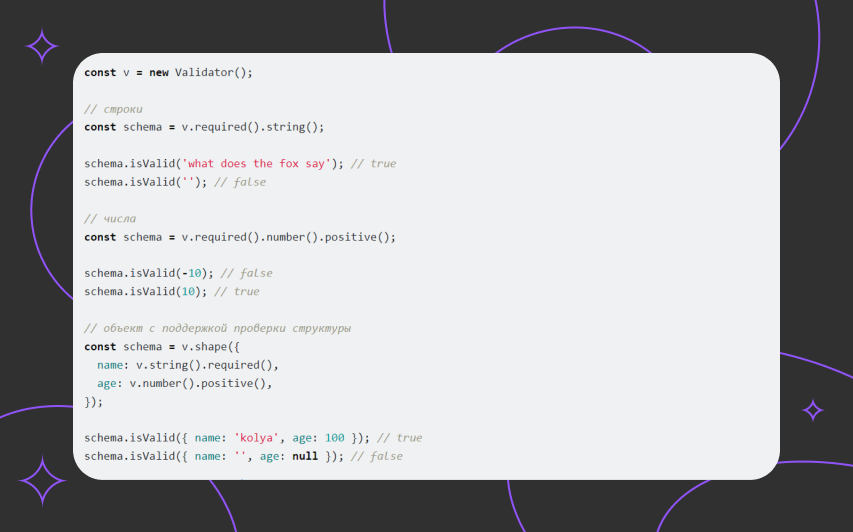 const v = new Validator();
// строки
const schema = v.required().string();
schema.isValid('what does the fox say'); // true
schema.isValid(''); // false
// числа
const schema = v.required().number().positive();
schema.isValid(-10); // false
schema.isValid(10); // true
// объект с поддержкой проверки структуры
const schema = v.shape({
  name: v.string().required(),
  age: v.number().positive(),
});
schema.isValid({ name: 'kolya', age: 100 }); // true
schema.isValid({ name: '', age: null }); // false